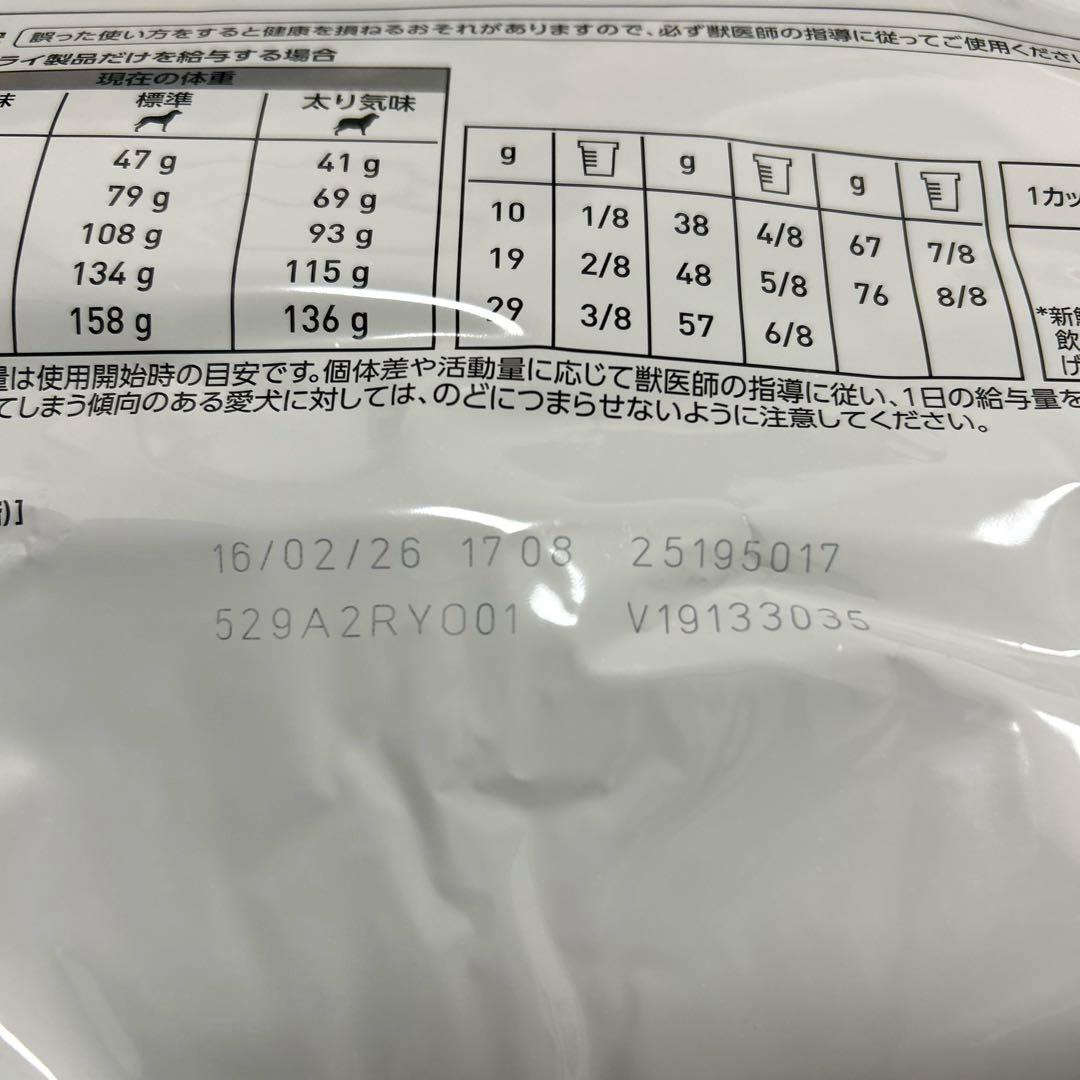 誤った使い方をすると健康を損ねるおそれがありますので、必ず獣医師の指導に従ってご使用くださ
ライ製品だけを給与する場合
現在の体重
味 標準 太り気味
47 g 41 g
79 g 69 g
108 g 93 g
134 g 115 g
158 g 136 g
g g g
10 1/8 38 4/8 67 7/8
19 2/8 48 5/8 76 8/8
29 3/8 57 6/8
1カッ
*新
飲
げ
量は使用開始時の目安です。個体差や活動量に応じて獣医師の指導に従い、1日の給与量を
てしまう傾向のある愛犬に対しては、のどにつまらせないように注意してください。
)]
16/02/26 17 08 25195017
529A2RY001 V19133035